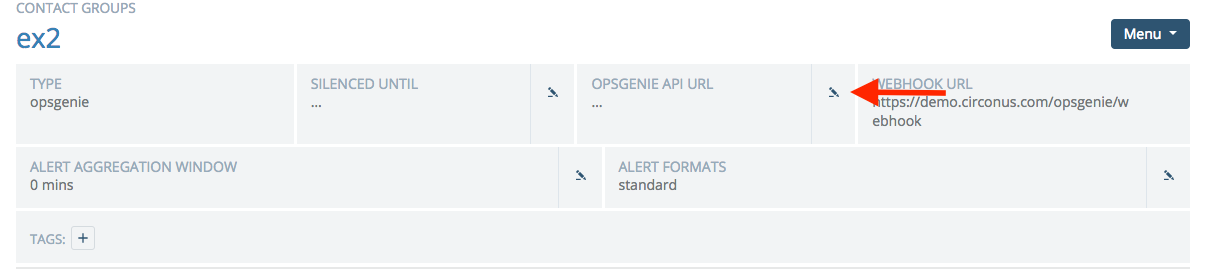 CONTACT GROUPS
ex2
Menu
TYPE
opsgenie
SILENCED UNTIL
...
OPSGENIE API URL
...
WEBHOOK URL
https://demo.circonus.com/opsgenie/w
ebhook
ALERT AGGREGATION WINDOW
0 mins
ALERT FORMATS
standard
TAGS: +